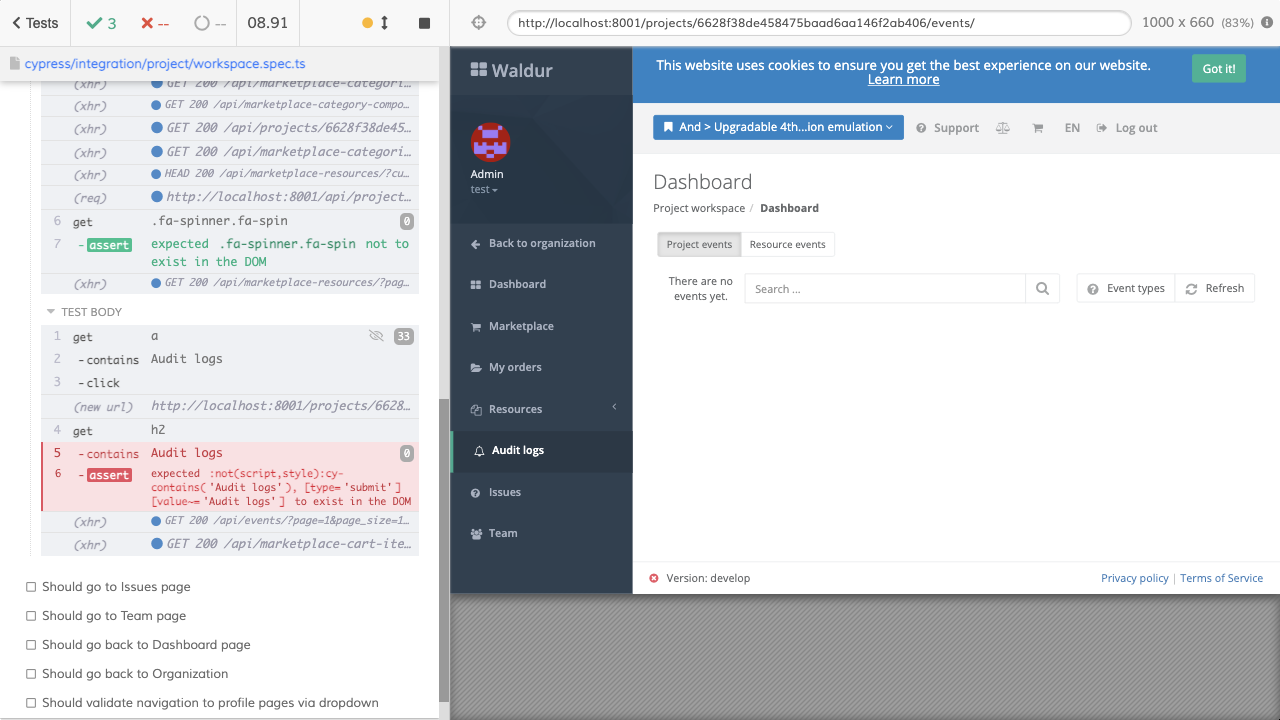 Tests
3
--
--
08.91
http://localhost:8001/projects/6628f38de458475baad6aa146f2ab406/events/
1000 x 660 (83%)
cypress/integration/project/workspace.spec.ts
(xhr) GET 200 /api/marketplace-categori...
(xhr) GET 200 /api/marketplace-category-compo...
(xhr) GET 200 /api/projects/6628f38de45...
(xhr) GET 200 /api/marketplace-categori...
(xhr) HEAD 200 /api/marketplace-resources/?cu...
(req) http://localhost:8001/api/project...
6 get .fa-spinner.fa-spin 0
7 -assert expected .fa-spinner.fa-spin not to
exist in the DOM
(xhr) GET 200 /api/marketplace-resources/?pag...
TEST BODY
1 get a 33
2 -contains Audit logs
3 -click
(new url) http://localhost:8001/projects/6628...
4 get h2
5 -contains Audit logs 0
6 -assert expected :not(script,style):cy-
contains('Audit logs'), [type='submit']
[value~='Audit logs'] to exist in the DOM
(xhr) GET 200 /api/events/?page=1&page_size=1...
(xhr) GET 200 /api/marketplace-cart-ite...
Should go to Issues page
Should go to Team page
Should go back to Dashboard page
Should go back to Organization
Should validate navigation to profile pages via dropdown
Waldur
Admin
test
Back to organization
Dashboard
Marketplace
My orders
Resources
Audit logs
Issues
Team
This website uses cookies to ensure you get the best experience on our website.
Learn more
Got it!
And > Upgradable 4th...ion emulation
Support
EN
Log out
Dashboard
Project workspace / Dashboard
Project events
Resource events
There are no
events yet.
Search ...
Event types
Refresh
Version: develop
Privacy policy | Terms of Service